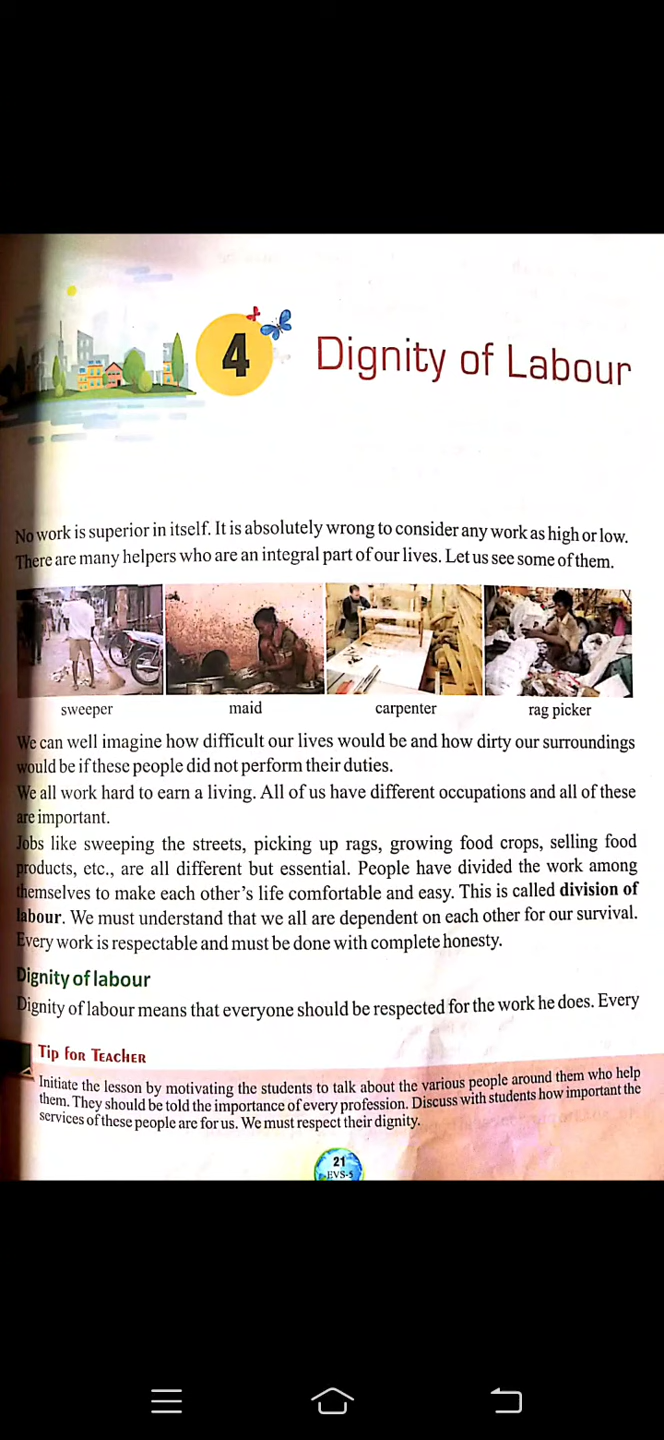 4
Dignity of Labour
No work is superior in itself. It is absolutely wrong to consider any work as high or low.
There are many helpers who are an integral part of our lives. Let us see some of them.
sweeper
maid
carpenter
rag picker
We can well imagine how difficult our lives would be and how dirty our surroundings
would be if these people did not perform their duties.
We all work hard to earn a living. All of us have different occupations and all of these
are important.
Jobs like sweeping the streets, picking up rags, growing food crops, selling food
products, etc., are all different but essential. People have divided the work among
themselves to make each other's life comfortable and easy. This is called division of
labour. We must understand that we all are dependent on each other for our survival.
Every work is respectable and must be done with complete honesty.
Dignity of labour
Dignity of labour means that everyone should be respected for the work he does. Every
Tip for Teacher
Initiate the lesson by motivating the students to talk about the various people around them who help
them. They should be told the importance of every profession. Discuss with students how important the
services of these people are for us. We must respect their dignity.
21
EVS-5